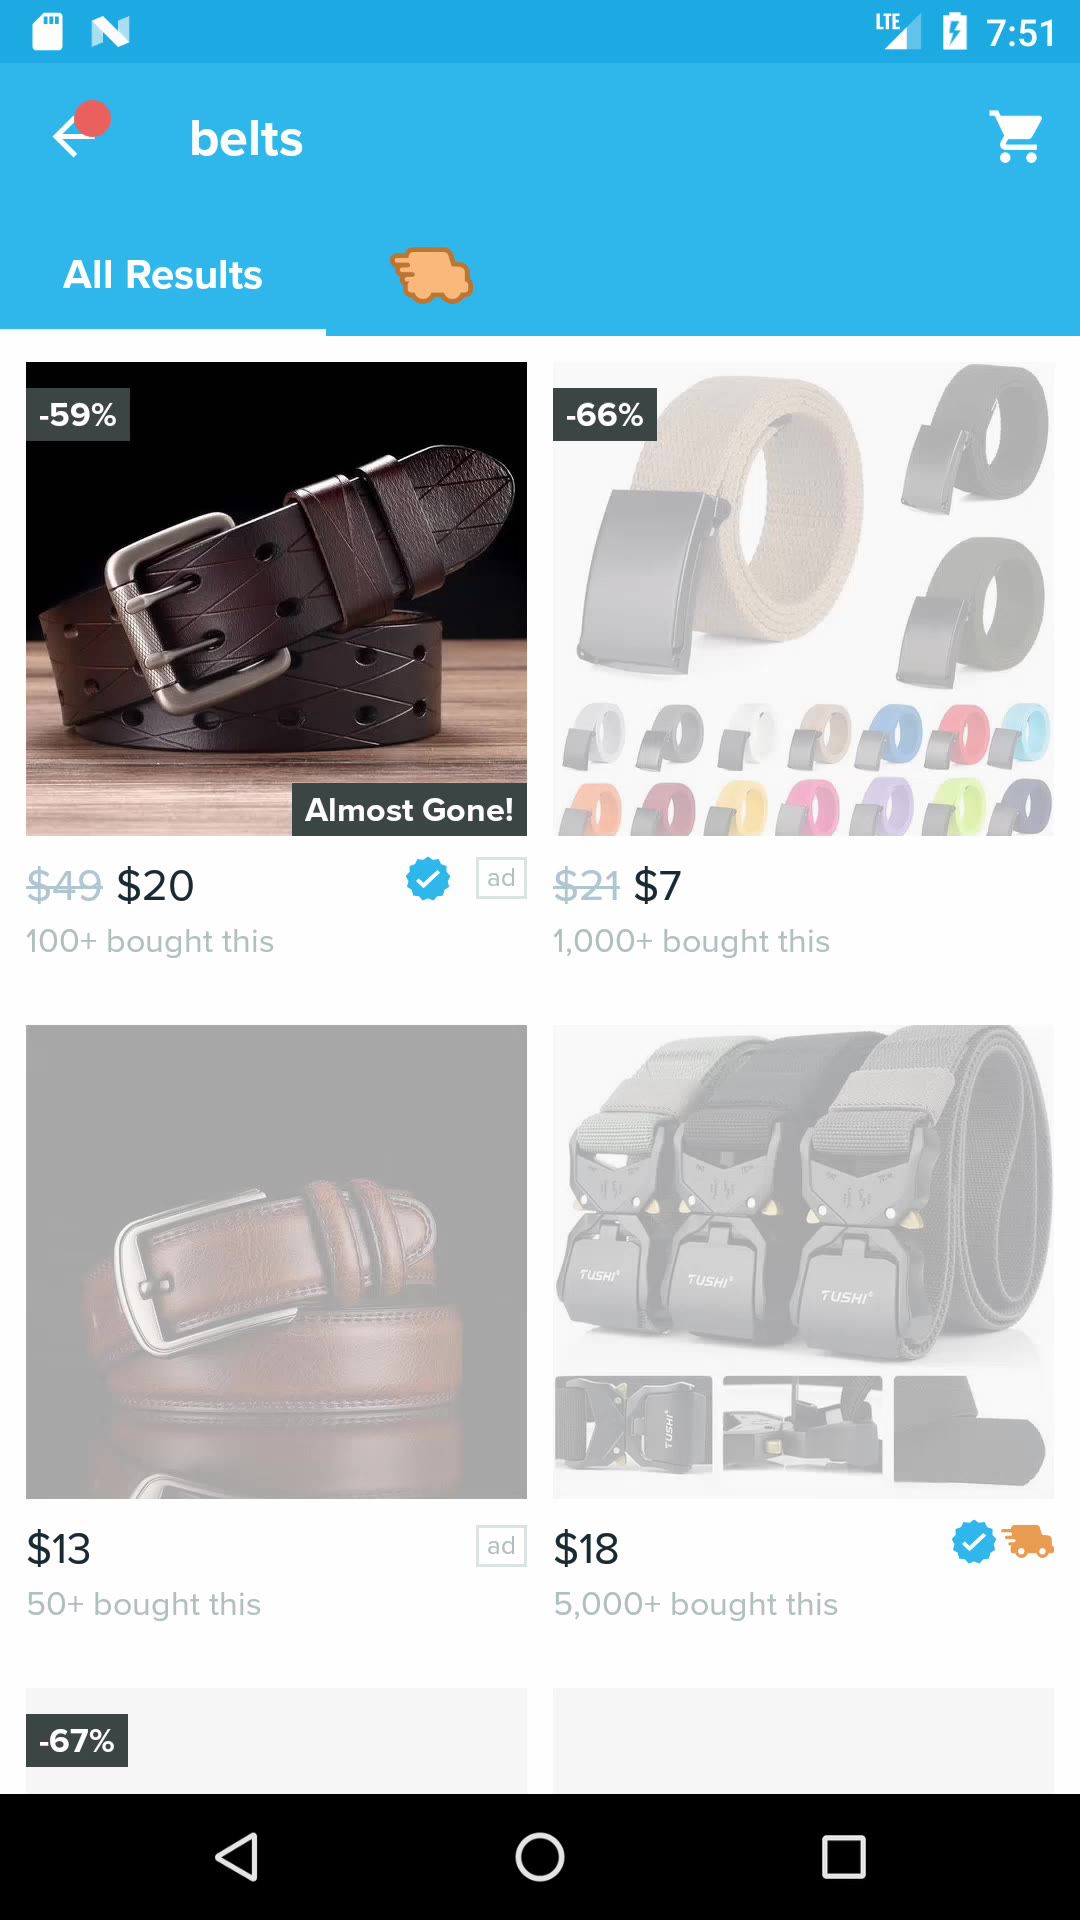 LTE 7:51
belts
All Results
-59%
-66%
Almost Gone!
$49 $20 ad
$21 $7
100+ bought this
1,000+ bought this
TUSHI
TUSHI
TUSHI
TUSHI
$13 ad
$18
50+ bought this
5,000+ bought this
-67%